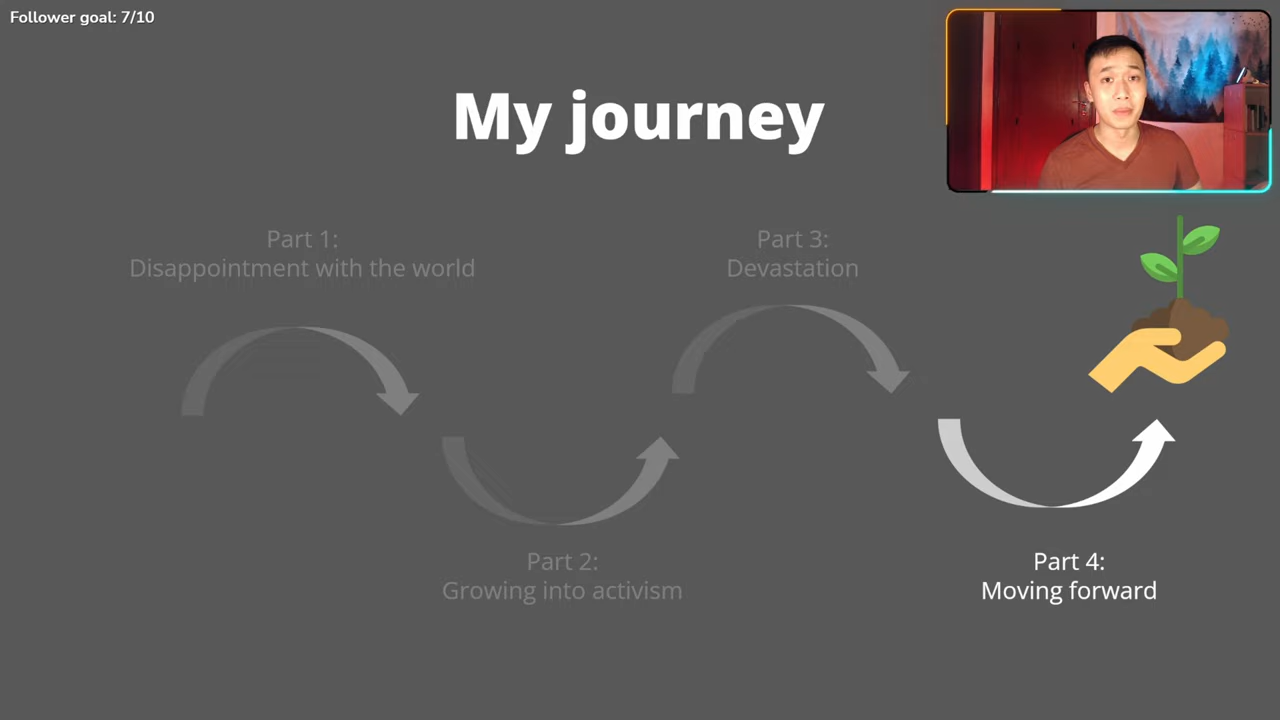 Follower goal: 7/10
My journey
Part 1:
Disappointment with the world
Part 3:
Devastation
Part 2:
Growing into activism
Part 4:
Moving forward